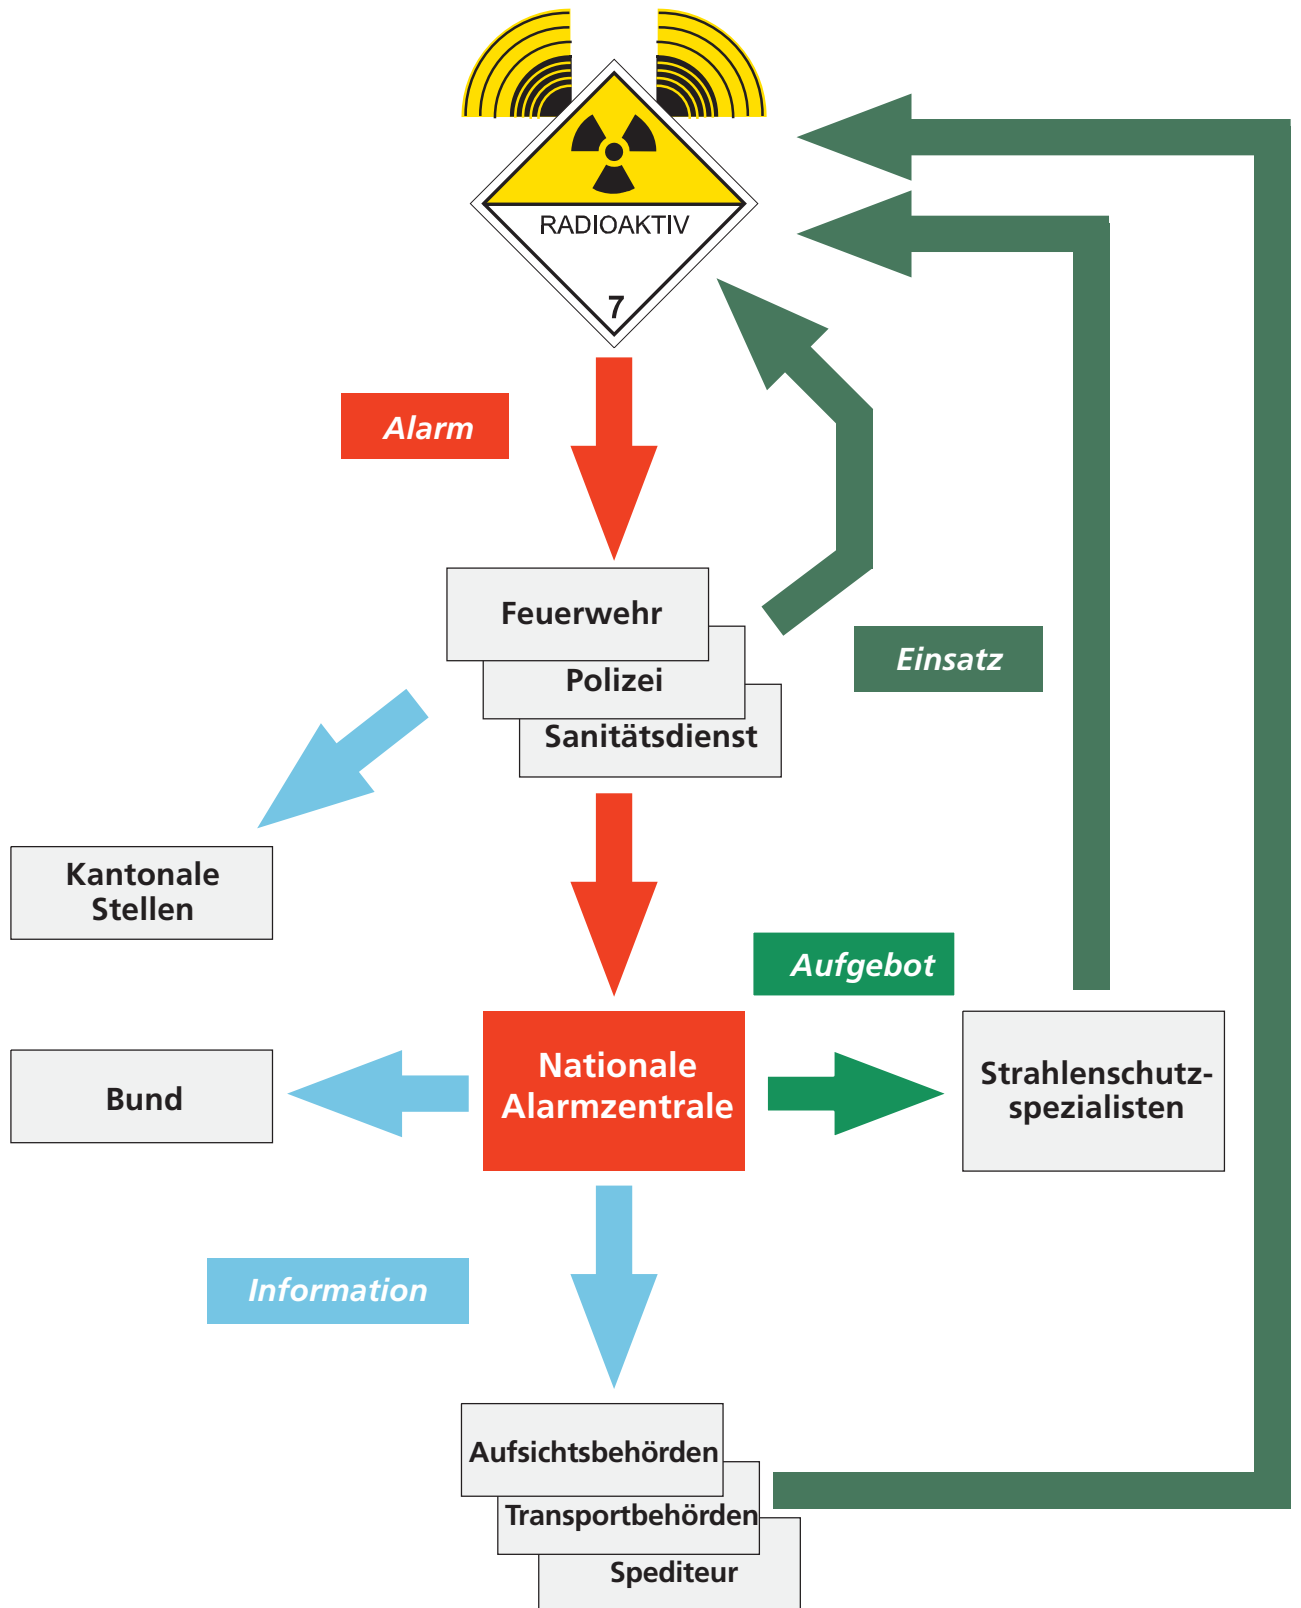 RADIOAKTIV
7
Alarm
Feuerwehr
Polizei
Sanitätsdienst
Einsatz
Kantonale
Stellen
Aufgebot
Bund
Nationale
Alarmzentrale
Strahlenschutz-
spezialisten
Information
Aufsichtsbehörden
Transportbehörden
Spediteur